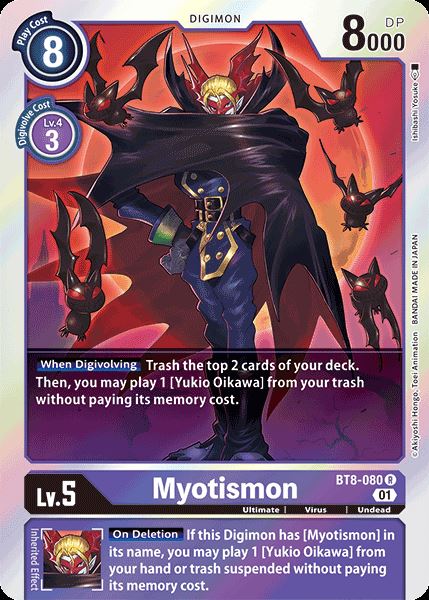 Play Cost
8
DIGIMON
DP
8000
Digivolve Cost
Lv.4
3
Ishibashi Yosuke
©Akiyoshi Hongo, Toei Animation BANDAI MADE IN JAPAN
When Digivolving Trash the top 2 cards of your deck.
Then, you may play 1 [Yukio Oikawa] from your trash
without paying its memory cost.
Lv.5
Myotismon
BT8-080 R
01
Ultimate | Virus | Undead
Inherited Effect
On Deletion If this Digimon has [Myotismon] in
its name, you may play 1 [Yukio Oikawa] from
your hand or trash suspended without paying
its memory cost.